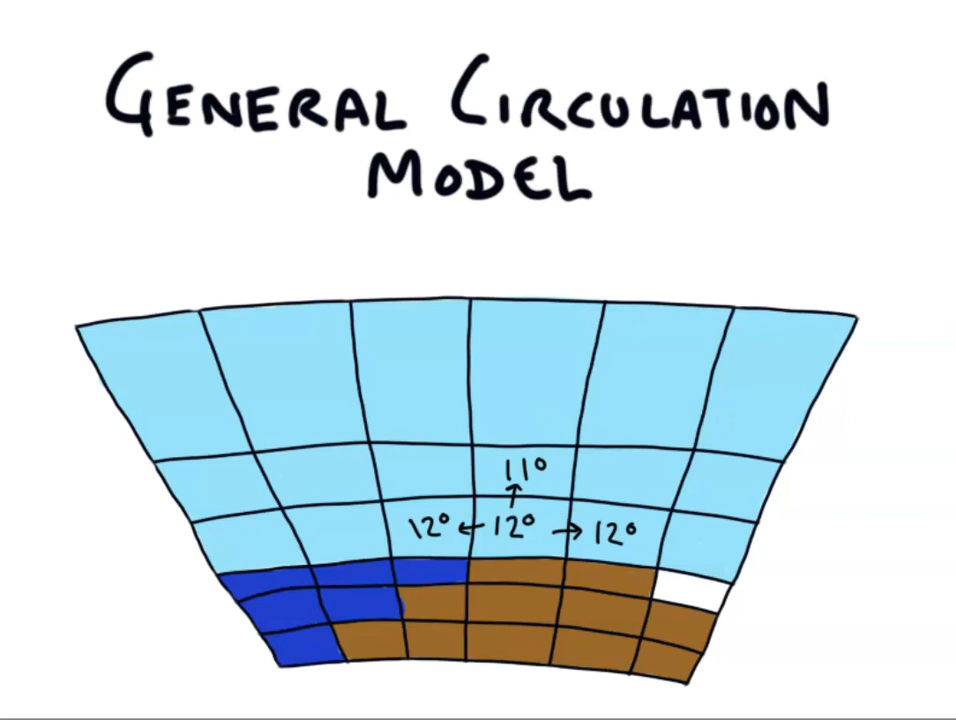 GENERAL CIRCULATION
MODEL
11°
12° ← 12° → 12°